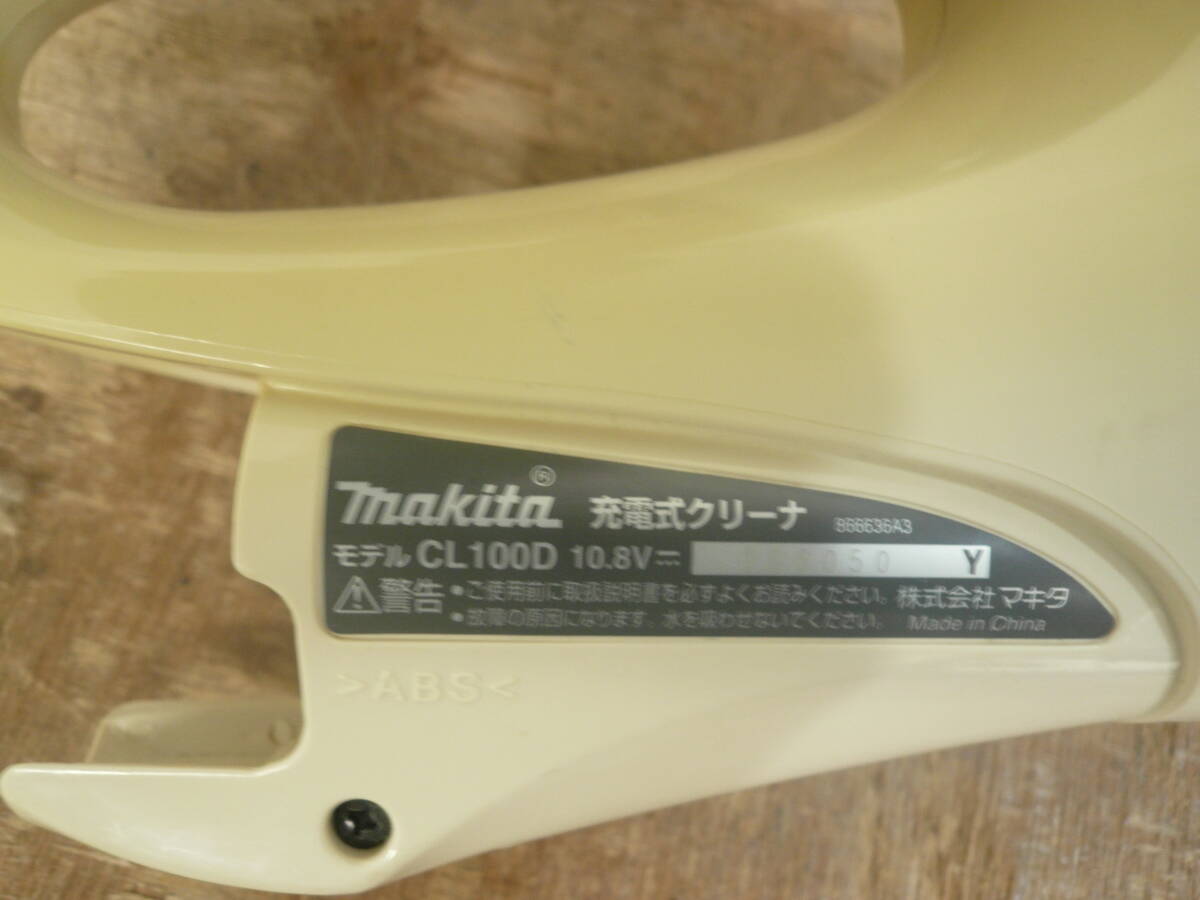 makita® 充電式クリーナ 866636A3
モデル CL100D 10.8V⎓ 050 Y
⚠警告 •ご使用前に取扱説明書を必ずよくお読みください。 株式会社 マキタ
•故障の原因になります。水を吸わせないでください。 Made in China
>ABS<